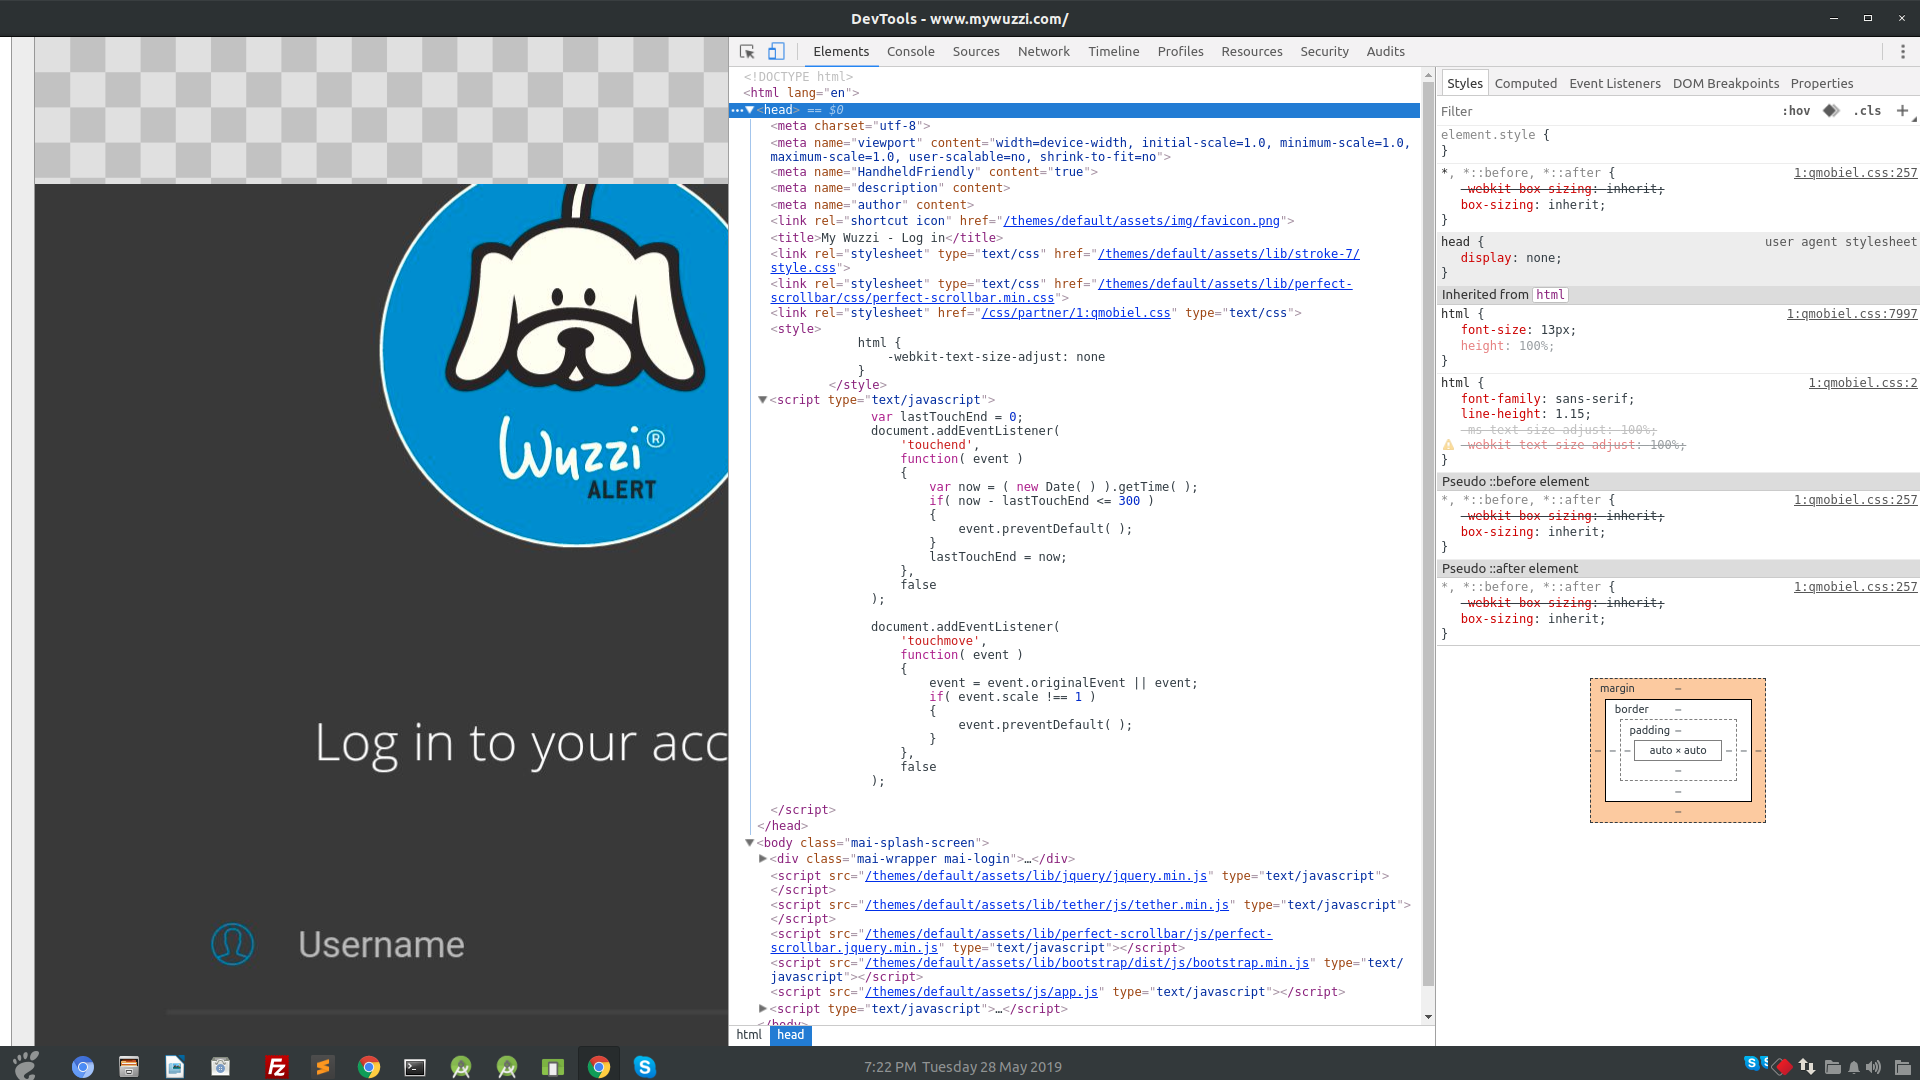 DevTools - www.mywuzzi.com/
Wuzzi®
ALERT
Log in to your acc
Username
Elements Console Sources Network Timeline Profiles Resources Security Audits
<!DOCTYPE html>
<html lang="en">
<head> == $0
<meta charset="utf-8">
<meta name="viewport" content="width=device-width, initial-scale=1.0, minimum-scale=1.0,
maximum-scale=1.0, user-scalable=no, shrink-to-fit=no">
<meta name="HandheldFriendly" content="true">
<meta name="description" content>
<meta name="author" content>
<link rel="shortcut icon" href="/themes/default/assets/img/favicon.png">
<title>My Wuzzi - Log in</title>
<link rel="stylesheet" type="text/css" href="/themes/default/assets/lib/stroke-7/
style.css">
<link rel="stylesheet" type="text/css" href="/themes/default/assets/lib/perfect-
scrollbar/css/perfect-scrollbar.min.css">
<link rel="stylesheet" href="/css/partner/1:qmobiel.css" type="text/css">
<style>
html {
-webkit-text-size-adjust: none
}
</style>
<script type="text/javascript">
var lastTouchEnd = 0;
document.addEventListener(
'touchend',
function( event )
{
var now = ( new Date( ) ).getTime( );
if( now - lastTouchEnd <= 300 )
{
event.preventDefault( );
}
lastTouchEnd = now;
},
false
);
document.addEventListener(
'touchmove',
function( event )
{
event = event.originalEvent || event;
if( event.scale !== 1 )
{
event.preventDefault( );
}
},
false
);
</script>
</head>
<body class="mai-splash-screen">
<div class="mai-wrapper mai-login">…</div>
<script src="/themes/default/assets/lib/jquery/jquery.min.js" type="text/javascript">
</script>
<script src="/themes/default/assets/lib/tether/js/tether.min.js" type="text/javascript">
</script>
<script src="/themes/default/assets/lib/perfect-scrollbar/js/perfect-
scrollbar.jquery.min.js" type="text/javascript"></script>
<script src="/themes/default/assets/lib/bootstrap/dist/js/bootstrap.min.js" type="text/
javascript"></script>
<script src="/themes/default/assets/js/app.js" type="text/javascript"></script>
<script type="text/javascript">…</script>
</body>
html head
Styles Computed Event Listeners DOM Breakpoints Properties
Filter :hov .cls +
element.style {
}
*, *::before, *::after { 1:qmobiel.css:257
-webkit-box-sizing: inherit;
box-sizing: inherit;
}
head { user agent stylesheet
display: none;
}
Inherited from html
html { 1:qmobiel.css:7997
font-size: 13px;
height: 100%;
}
html { 1:qmobiel.css:2
font-family: sans-serif;
line-height: 1.15;
-ms-text-size-adjust: 100%;
-webkit-text-size-adjust: 100%;
}
Pseudo ::before element
*, *::before, *::after { 1:qmobiel.css:257
-webkit-box-sizing: inherit;
box-sizing: inherit;
}
Pseudo ::after element
*, *::before, *::after { 1:qmobiel.css:257
-webkit-box-sizing: inherit;
box-sizing: inherit;
}
margin –
border –
padding –
– – – auto × auto – – –
–
–
–
7:22 PM Tuesday 28 May 2019